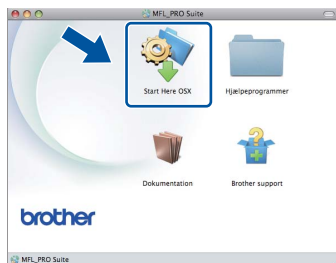 MFL_PRO Suite
Start Here OSX
Hjælpeprogrammer
Dokumentation
Brother support
brother
MFL_PRO Suite